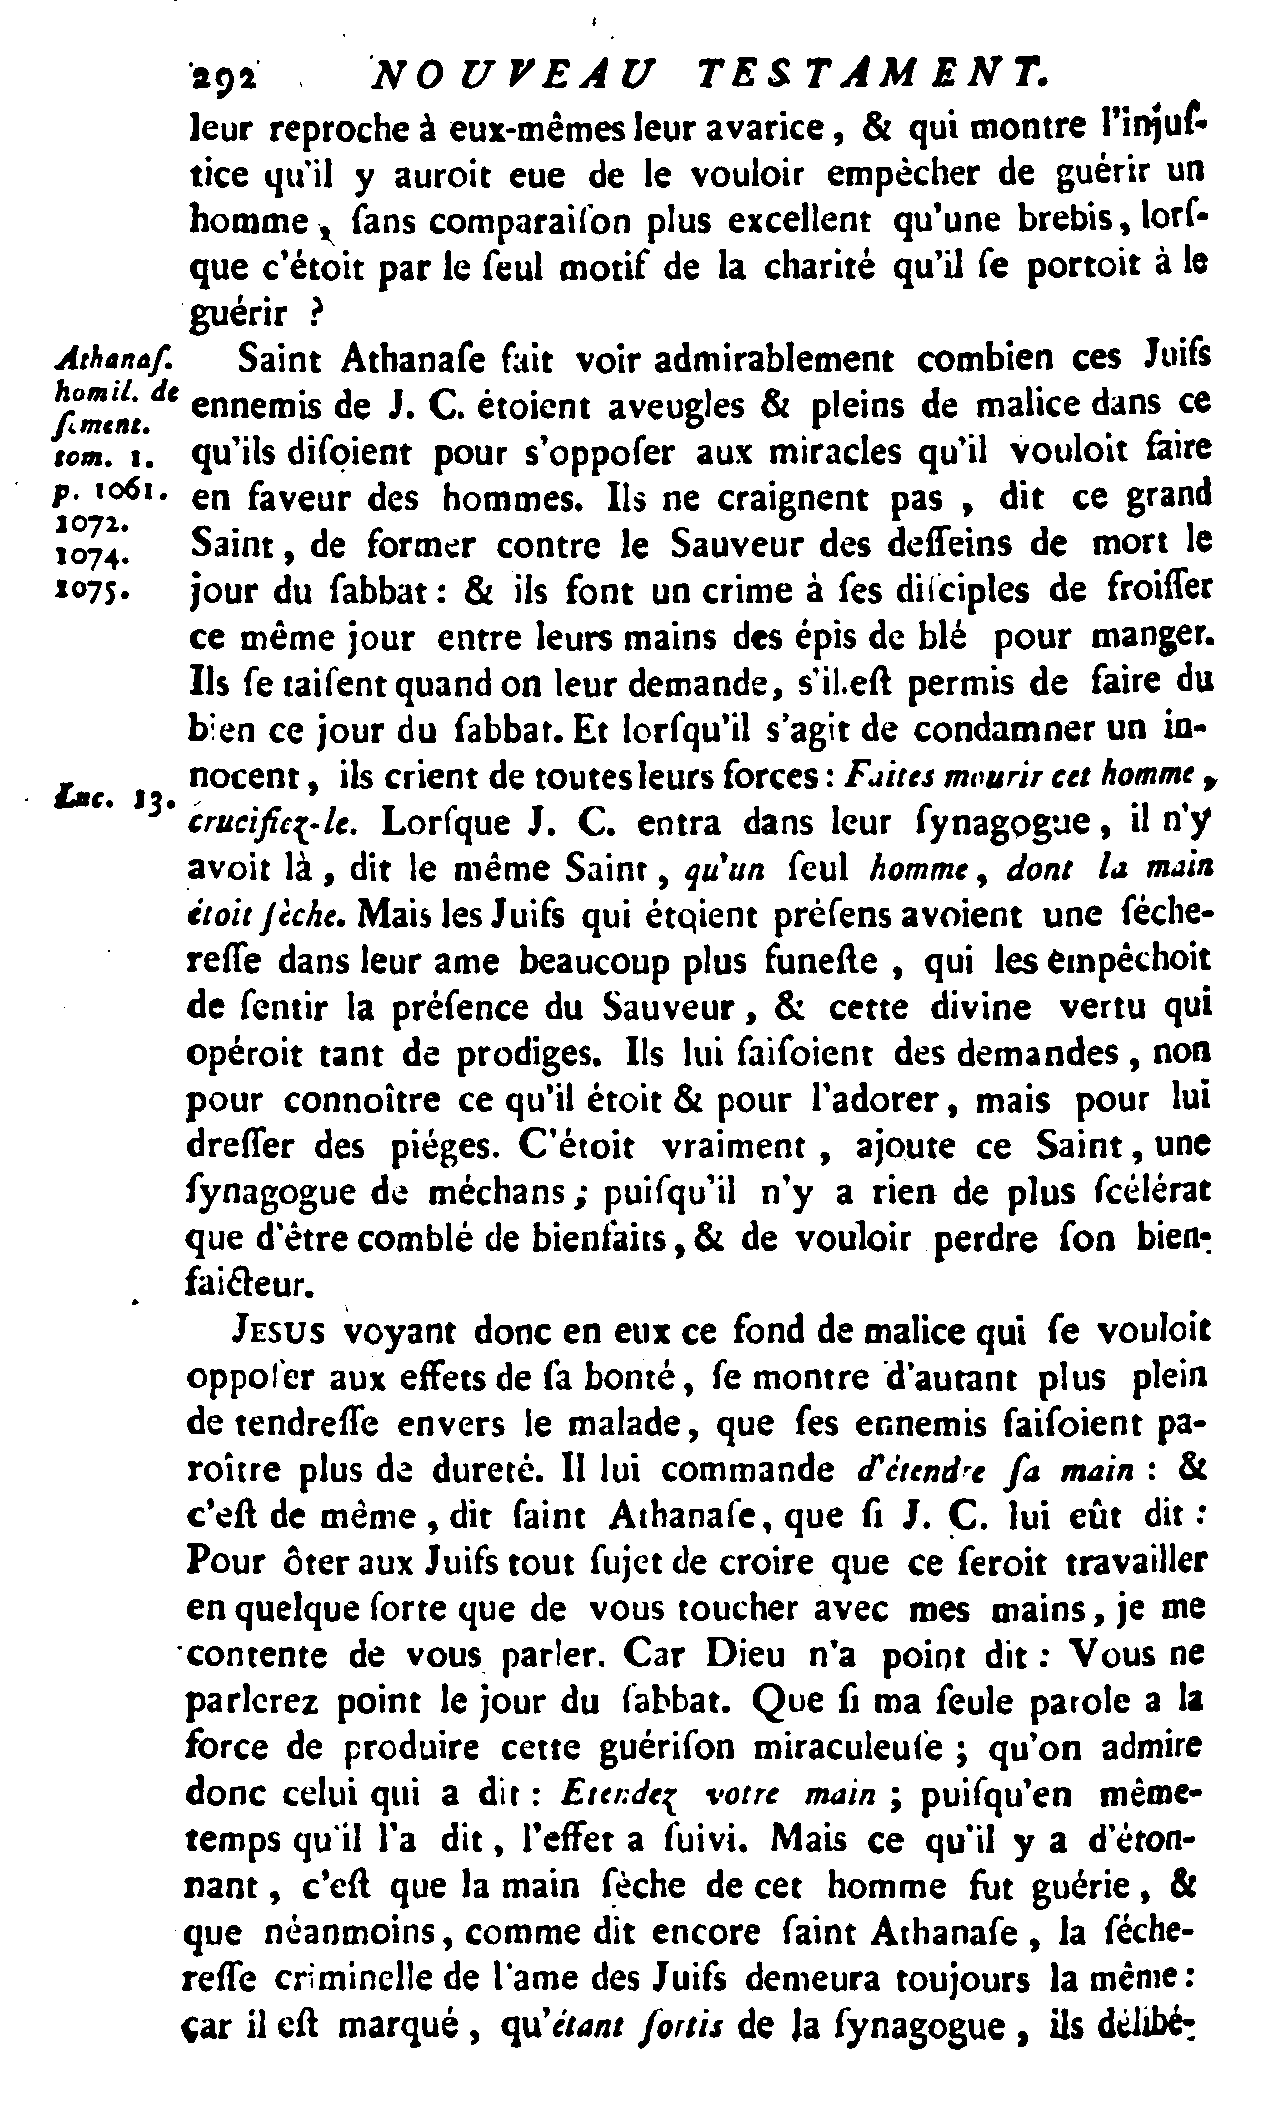 292 NOUVEAU TESTAMENT.
leur reproche à eux-mêmes leur avarice, & qui montre l'injuſ-
tice qu'il y auroit eue de le vouloir empêcher de guérir un
homme, ſans comparaiſon plus excellent qu'une brebis, lorſ-
que c'étoit par le ſeul motif de la charité qu'il ſe portoit à le
guérir ?
Athanaſ.
homil. de
ſement.
tom. 1.
p. 1061.
1072.
1074.
1075.
Saint Athanaſe fait voir admirablement combien ces Juifs
ennemis de J. C. étoient aveugles & pleins de malice dans ce
qu'ils diſoient pour s'oppoſer aux miracles qu'il vouloit faire
en faveur des hommes. Ils ne craignent pas, dit ce grand
Saint, de former contre le Sauveur des deſſeins de mort le
jour du ſabbat : & ils font un crime à ſes diſciples de froiſſer
ce même jour entre leurs mains des épis de blé pour manger.
Ils ſe taiſent quand on leur demande, s'il eſt permis de faire du
bien ce jour du ſabbat. Et lorſqu'il s'agit de condamner un in-
nocent, ils crient de toutes leurs forces : Faites mourir cet homme,
Luc. 13.
crucifiez-le. Lorſque J. C. entra dans leur ſynagogue, il n'y
avoit là, dit le même Saint, qu'un ſeul homme, dont la main
étoit ſèche. Mais les Juifs qui étoient préſens avoient une ſéche-
reſſe dans leur ame beaucoup plus funeſte, qui les empêchoit
de ſentir la préſence du Sauveur, & cette divine vertu qui
opéroit tant de prodiges. Ils lui faiſoient des demandes, non
pour connoître ce qu'il étoit & pour l'adorer, mais pour lui
dreſſer des piéges. C'étoit vraiment, ajoute ce Saint, une
ſynagogue de méchans ; puiſqu'il n'y a rien de plus ſcélérat
que d'être comblé de bienfaits, & de vouloir perdre ſon bien-
faicteur.
JESUS voyant donc en eux ce fond de malice qui ſe vouloit
oppoſer aux effets de ſa bonté, ſe montre d'autant plus plein
de tendreſſe envers le malade, que ſes ennemis faiſoient pa-
roître plus de dureté. Il lui commande d'étendre ſa main : &
c'eſt de même, dit ſaint Athanaſe, que ſi J. C. lui eût dit :
Pour ôter aux Juifs tout ſujet de croire que ce ſeroit travailler
en quelque ſorte que de vous toucher avec mes mains, je me
contente de vous parler. Car Dieu n'a point dit : Vous ne
parlerez point le jour du ſabbat. Que ſi ma ſeule parole a la
force de produire cette guériſon miraculeuſe ; qu'on admire
donc celui qui a dit : Etendez votre main ; puiſqu'en même-
temps qu'il l'a dit, l'effet a ſuivi. Mais ce qu'il y a d'éton-
nant, c'eſt que la main ſèche de cet homme fut guérie, &
que néanmoins, comme dit encore ſaint Athanaſe, la ſéche-
reſſe criminelle de l'ame des Juifs demeura toujours la même :
car il eſt marqué, qu'étant ſortis de la ſynagogue, ils délibé-